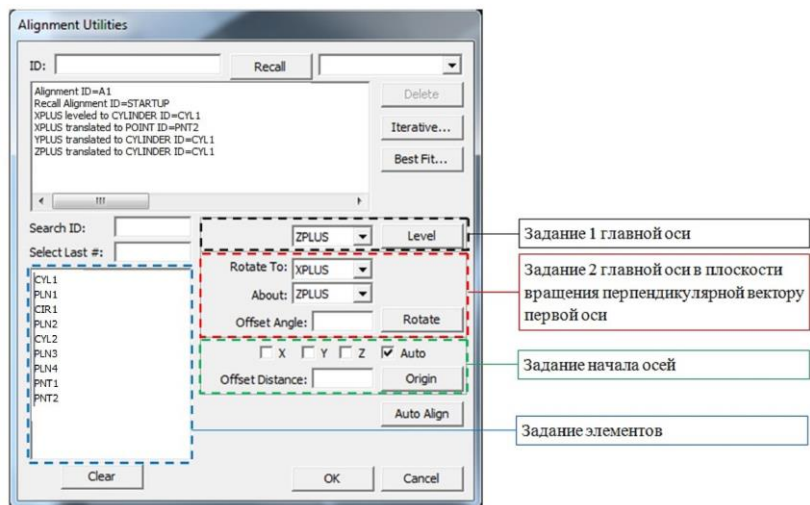 Alignment Utilities
ID:
Recall
Alignment ID=A1
Recall Alignment ID=STARTUP
XPLUS leveled to CYLINDER ID=CYL1
XPLUS translated to POINT ID=PNT2
YPLUS translated to CYLINDER ID=CYL1
ZPLUS translated to CYLINDER ID=CYL1
Delete
Iterative...
Best Fit...
Search ID:
Select Last #:
CYL1
PLN1
CIR1
PLN2
CYL2
PLN3
PLN4
PNT1
PNT2
ZPLUS Level
Rotate To: XPLUS
About: ZPLUS
Offset Angle: Rotate
X Y Z Auto
Offset Distance: Origin
Auto Align
Clear
OK
Cancel
Задание 1 главной оси
Задание 2 главной оси в плоскости
вращения перпендикулярной вектору
первой оси
Задание начала осей
Задание элементов